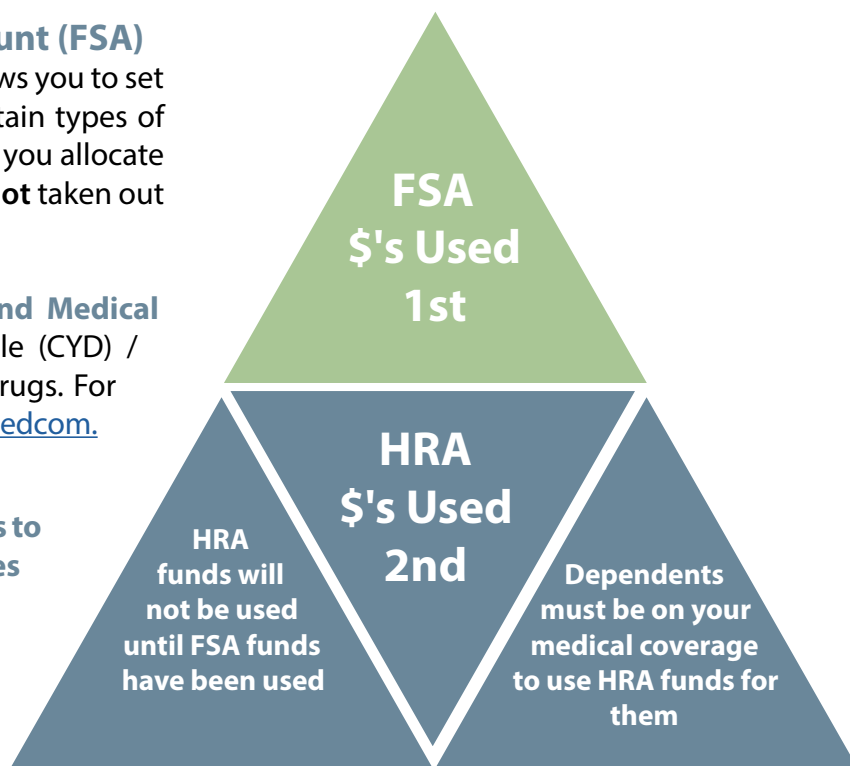 unt (FSA)
ws you to set
tain types of
you allocate
ot taken out
nd Medical
le (CYD) /
rugs. For
edcom.
s to
es
FSA
$'s Used
1st
HRA
$'s Used
2nd
HRA
funds will
not be used
until FSA funds
have been used
Dependents
must be on your
medical coverage
to use HRA funds for
them